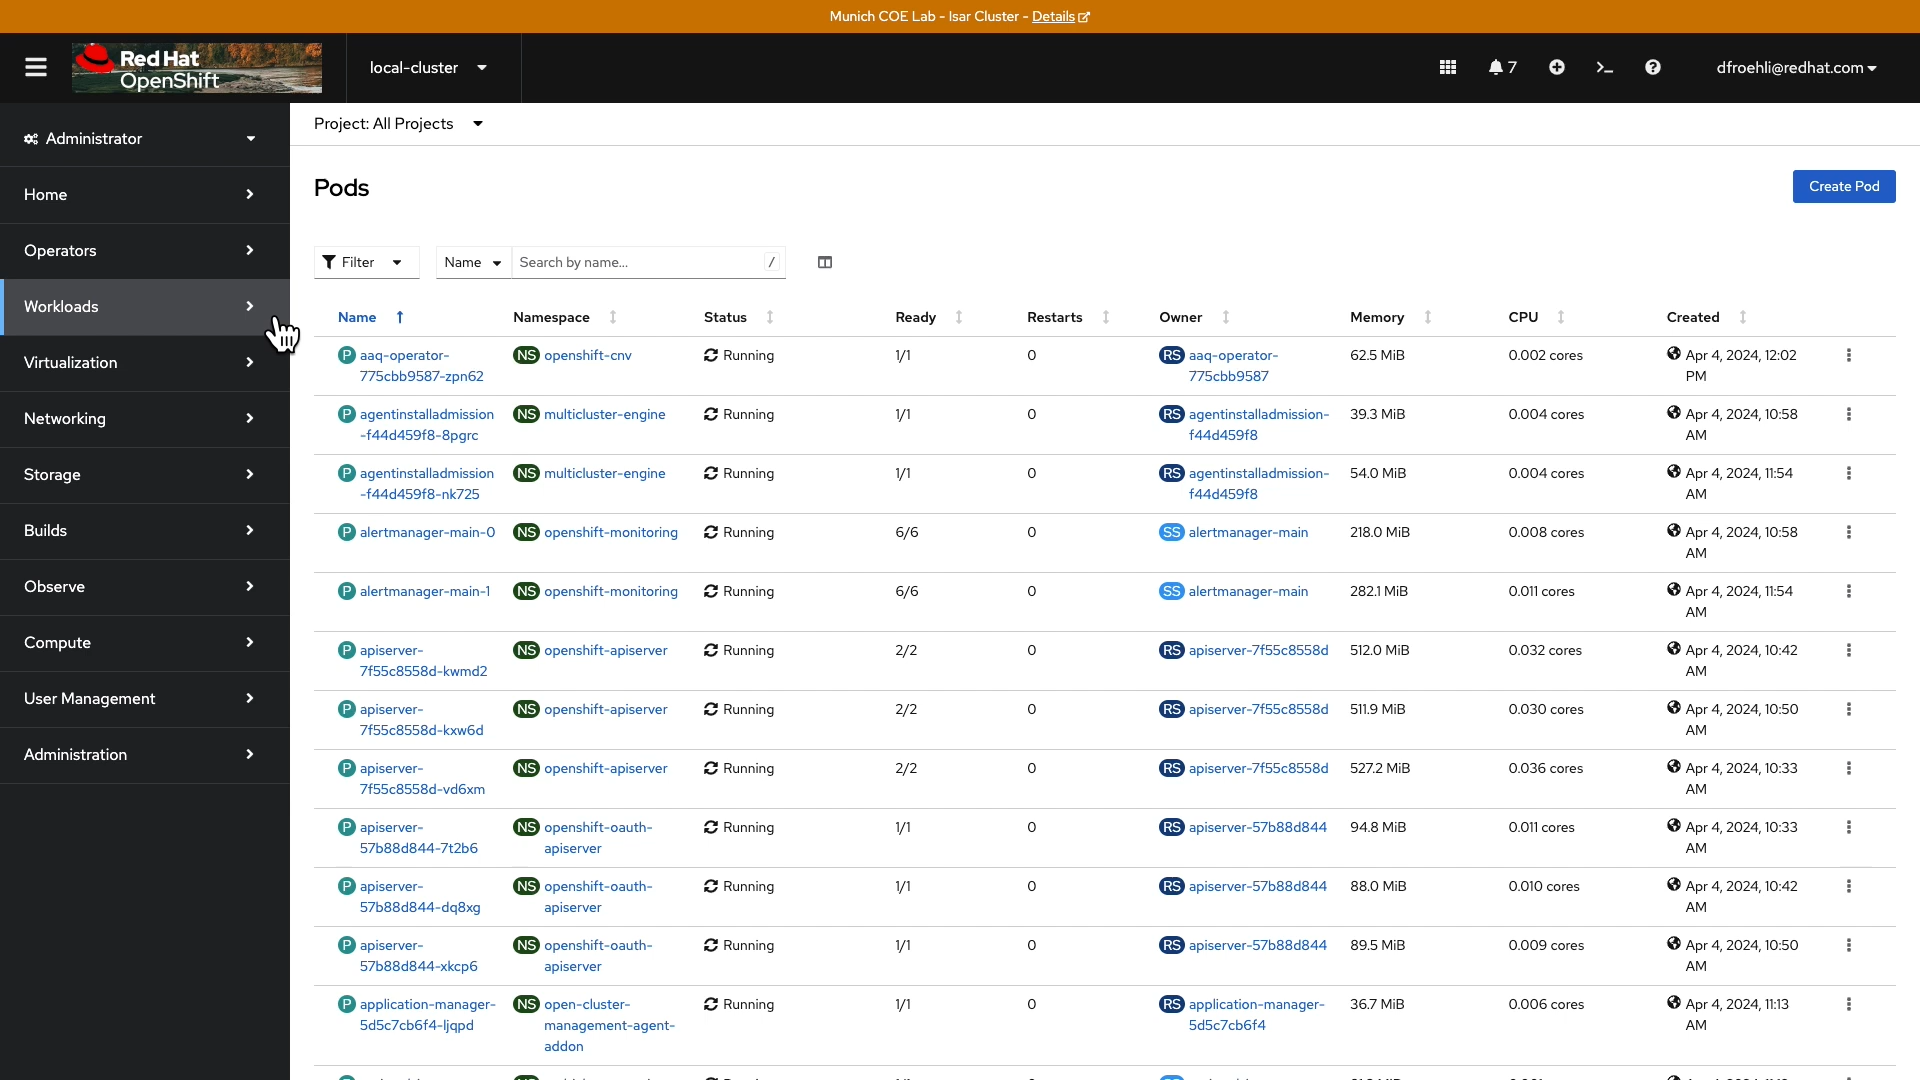 Munich COE Lab - Isar Cluster - Details
Red Hat
OpenShift
local-cluster
7
dfroehli@redhat.com
Administrator
Home
Operators
Workloads
Virtualization
Networking
Storage
Builds
Observe
Compute
User Management
Administration
Project: All Projects
Pods
Create Pod
Filter
Name
Search by name...
/
Name Namespace Status Ready Restarts Owner Memory CPU Created
P aaq-operator- NS openshift-cnv Running 1/1 0 RS aaq-operator- 62.5 MiB 0.002 cores Apr 4, 2024, 12:02
775cbb9587-zpn62 775cbb9587 PM
P agentinstalladmission NS multicluster-engine Running 1/1 0 RS agentinstalladmission- 39.3 MiB 0.004 cores Apr 4, 2024, 10:58
-f44d459f8-8pgrc f44d459f8 AM
P agentinstalladmission NS multicluster-engine Running 1/1 0 RS agentinstalladmission- 54.0 MiB 0.004 cores Apr 4, 2024, 11:54
-f44d459f8-nk725 f44d459f8 AM
P alertmanager-main-0 NS openshift-monitoring Running 6/6 0 SS alertmanager-main 218.0 MiB 0.008 cores Apr 4, 2024, 10:58
AM
P alertmanager-main-1 NS openshift-monitoring Running 6/6 0 SS alertmanager-main 282.1 MiB 0.011 cores Apr 4, 2024, 11:54
AM
P apiserver- NS openshift-apiserver Running 2/2 0 RS apiserver-7f55c8558d 512.0 MiB 0.032 cores Apr 4, 2024, 10:42
7f55c8558d-kwmd2 AM
P apiserver- NS openshift-apiserver Running 2/2 0 RS apiserver-7f55c8558d 511.9 MiB 0.030 cores Apr 4, 2024, 10:50
7f55c8558d-kxw6d AM
P apiserver- NS openshift-apiserver Running 2/2 0 RS apiserver-7f55c8558d 527.2 MiB 0.036 cores Apr 4, 2024, 10:33
7f55c8558d-vd6xm AM
P apiserver- NS openshift-oauth- Running 1/1 0 RS apiserver-57b88d844 94.8 MiB 0.011 cores Apr 4, 2024, 10:33
57b88d844-7t2b6 apiserver AM
P apiserver- NS openshift-oauth- Running 1/1 0 RS apiserver-57b88d844 88.0 MiB 0.010 cores Apr 4, 2024, 10:42
57b88d844-dq8xg apiserver AM
P apiserver- NS openshift-oauth- Running 1/1 0 RS apiserver-57b88d844 89.5 MiB 0.009 cores Apr 4, 2024, 10:50
57b88d844-xkcp6 apiserver AM
P application-manager- NS open-cluster- Running 1/1 0 RS application-manager- 36.7 MiB 0.006 cores Apr 4, 2024, 11:13
5d5c7cb6f4-ljqpd management-agent- 5d5c7cb6f4 AM
addon